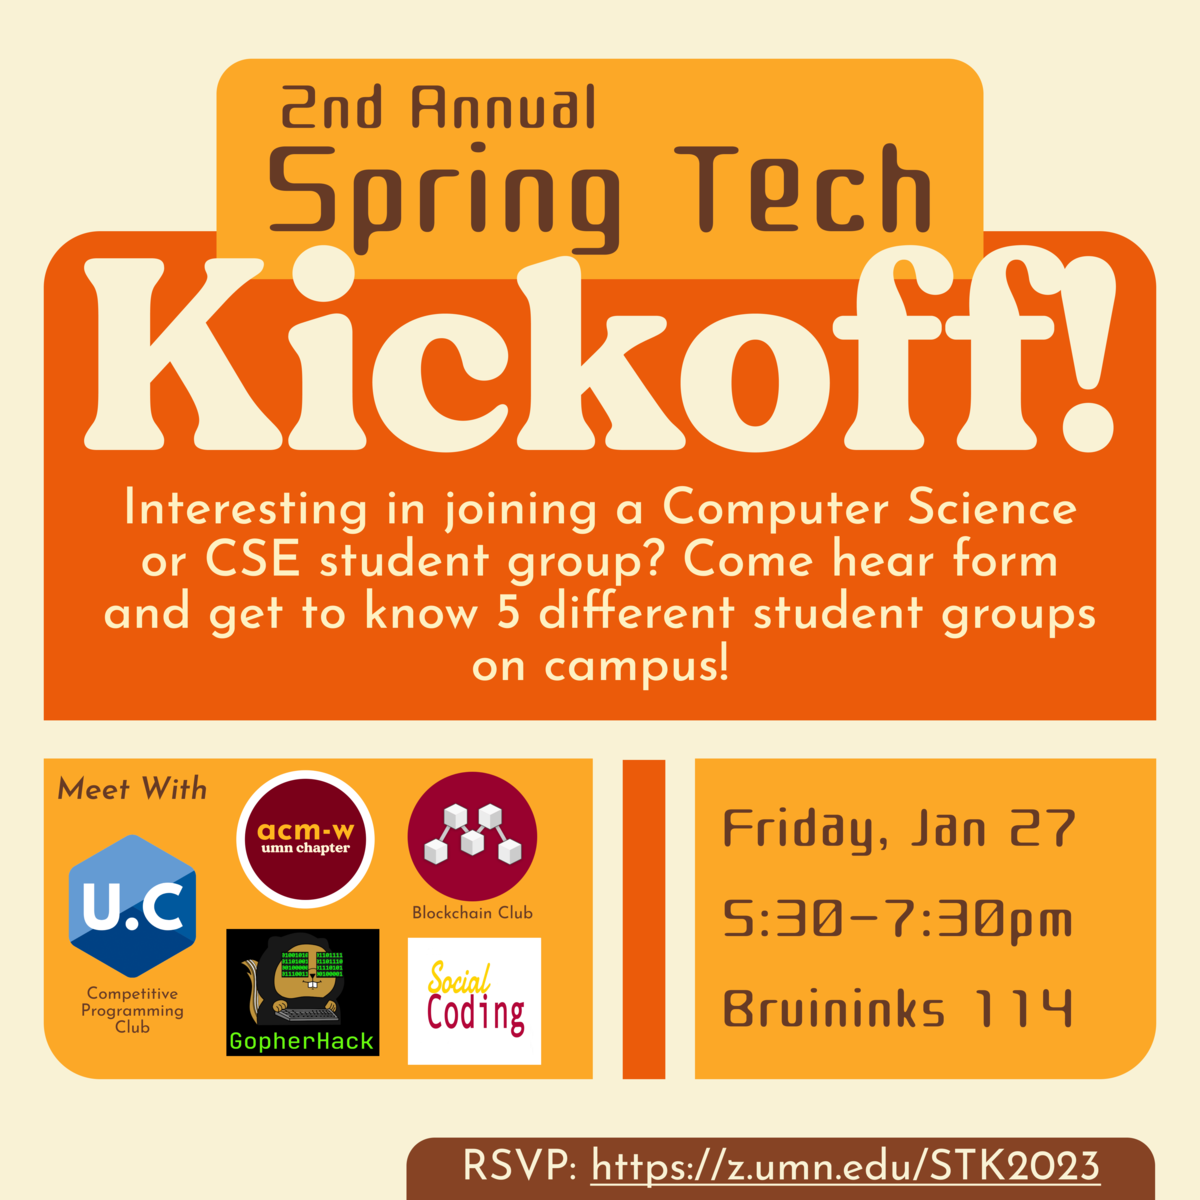 2nd Annual
Spring Tech
Kickoff!
Interesting in joining a Computer Science
or CSE student group? Come hear form
and get to know 5 different student groups
on campus!
Meet With
U.C
Competitive
Programming
Club
acm-w
umn chapter
Blockchain Club
GopherHack
Social
Coding
Friday, Jan 27
5:30-7:30pm
Bruininks 114
RSVP: https://z.umn.edu/STK2023